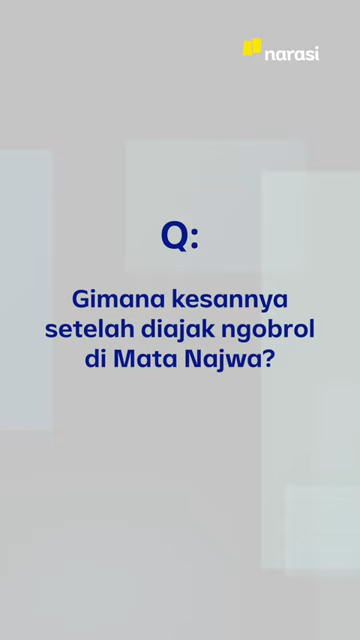 narasi
Q:
Gimana kesannya
setelah diajak ngobrol
di Mata Najwa?